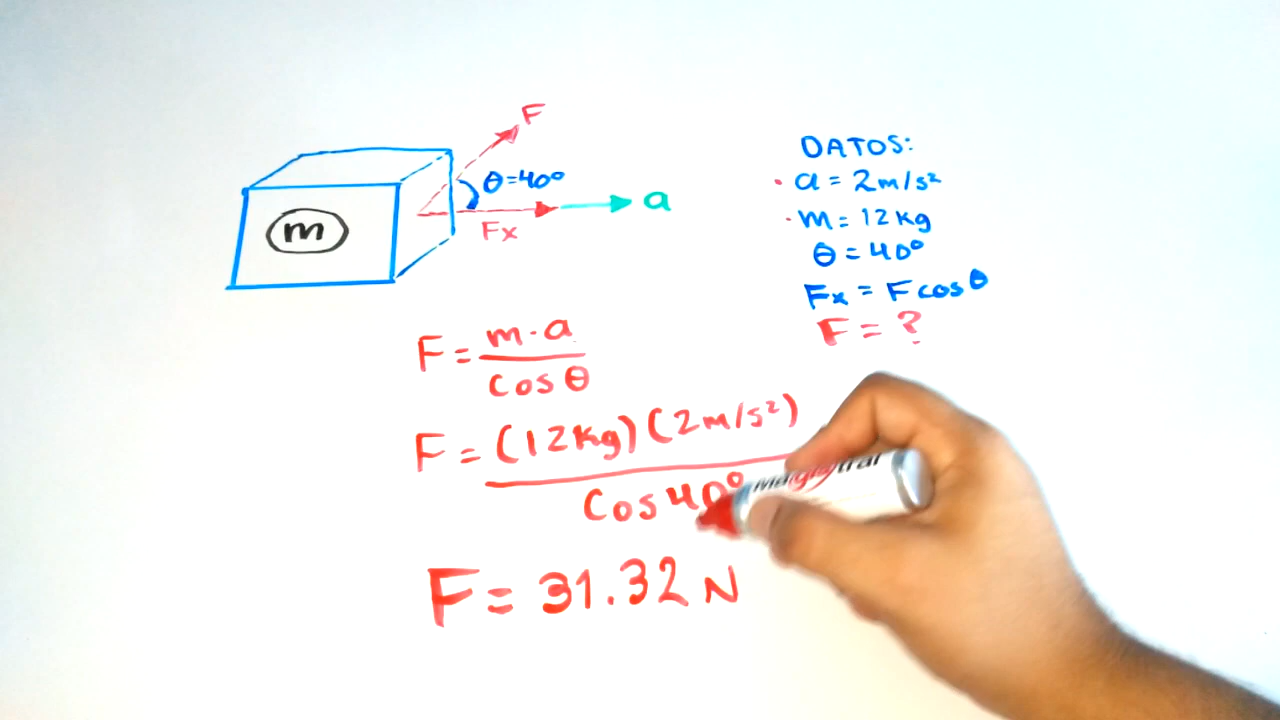 F
θ=40°
a
Fx
m
DATOS:
• a = 2m/s²
• m = 12Kg
θ = 40°
Fx = F cos θ
F = ?
F = m·a
cos θ
F = (12Kg)(2m/s²)
Cos 40°
F = 31.32 N